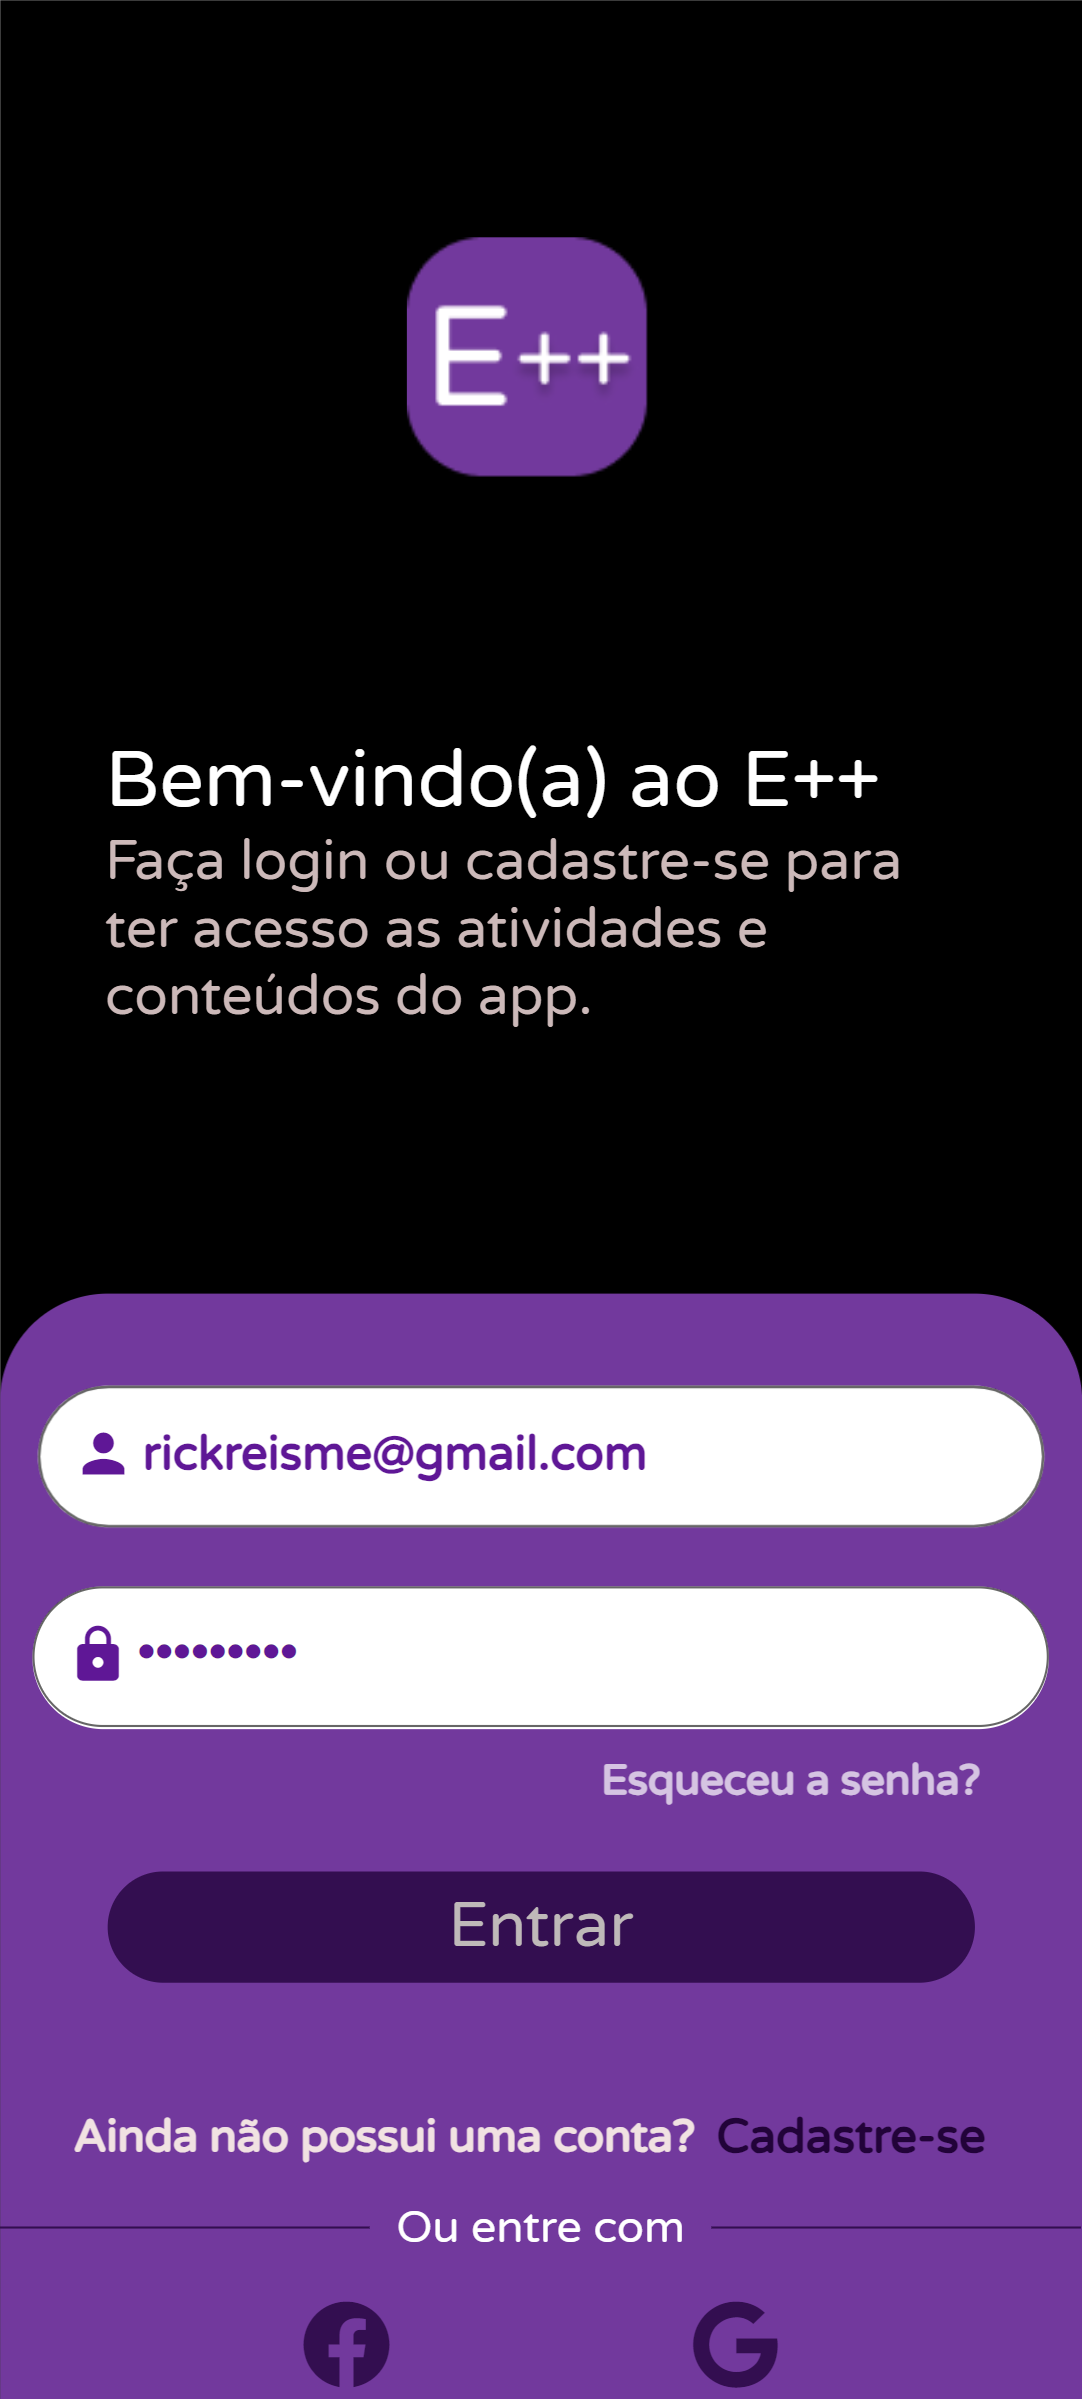 E++
Bem-vindo(a) ao E++
Faça login ou cadastre-se para
ter acesso as atividades e
conteúdos do app.
rickreisme@gmail.com
•••••••••
Esqueceu a senha?
Entrar
Ainda não possui uma conta? Cadastre-se
Ou entre com